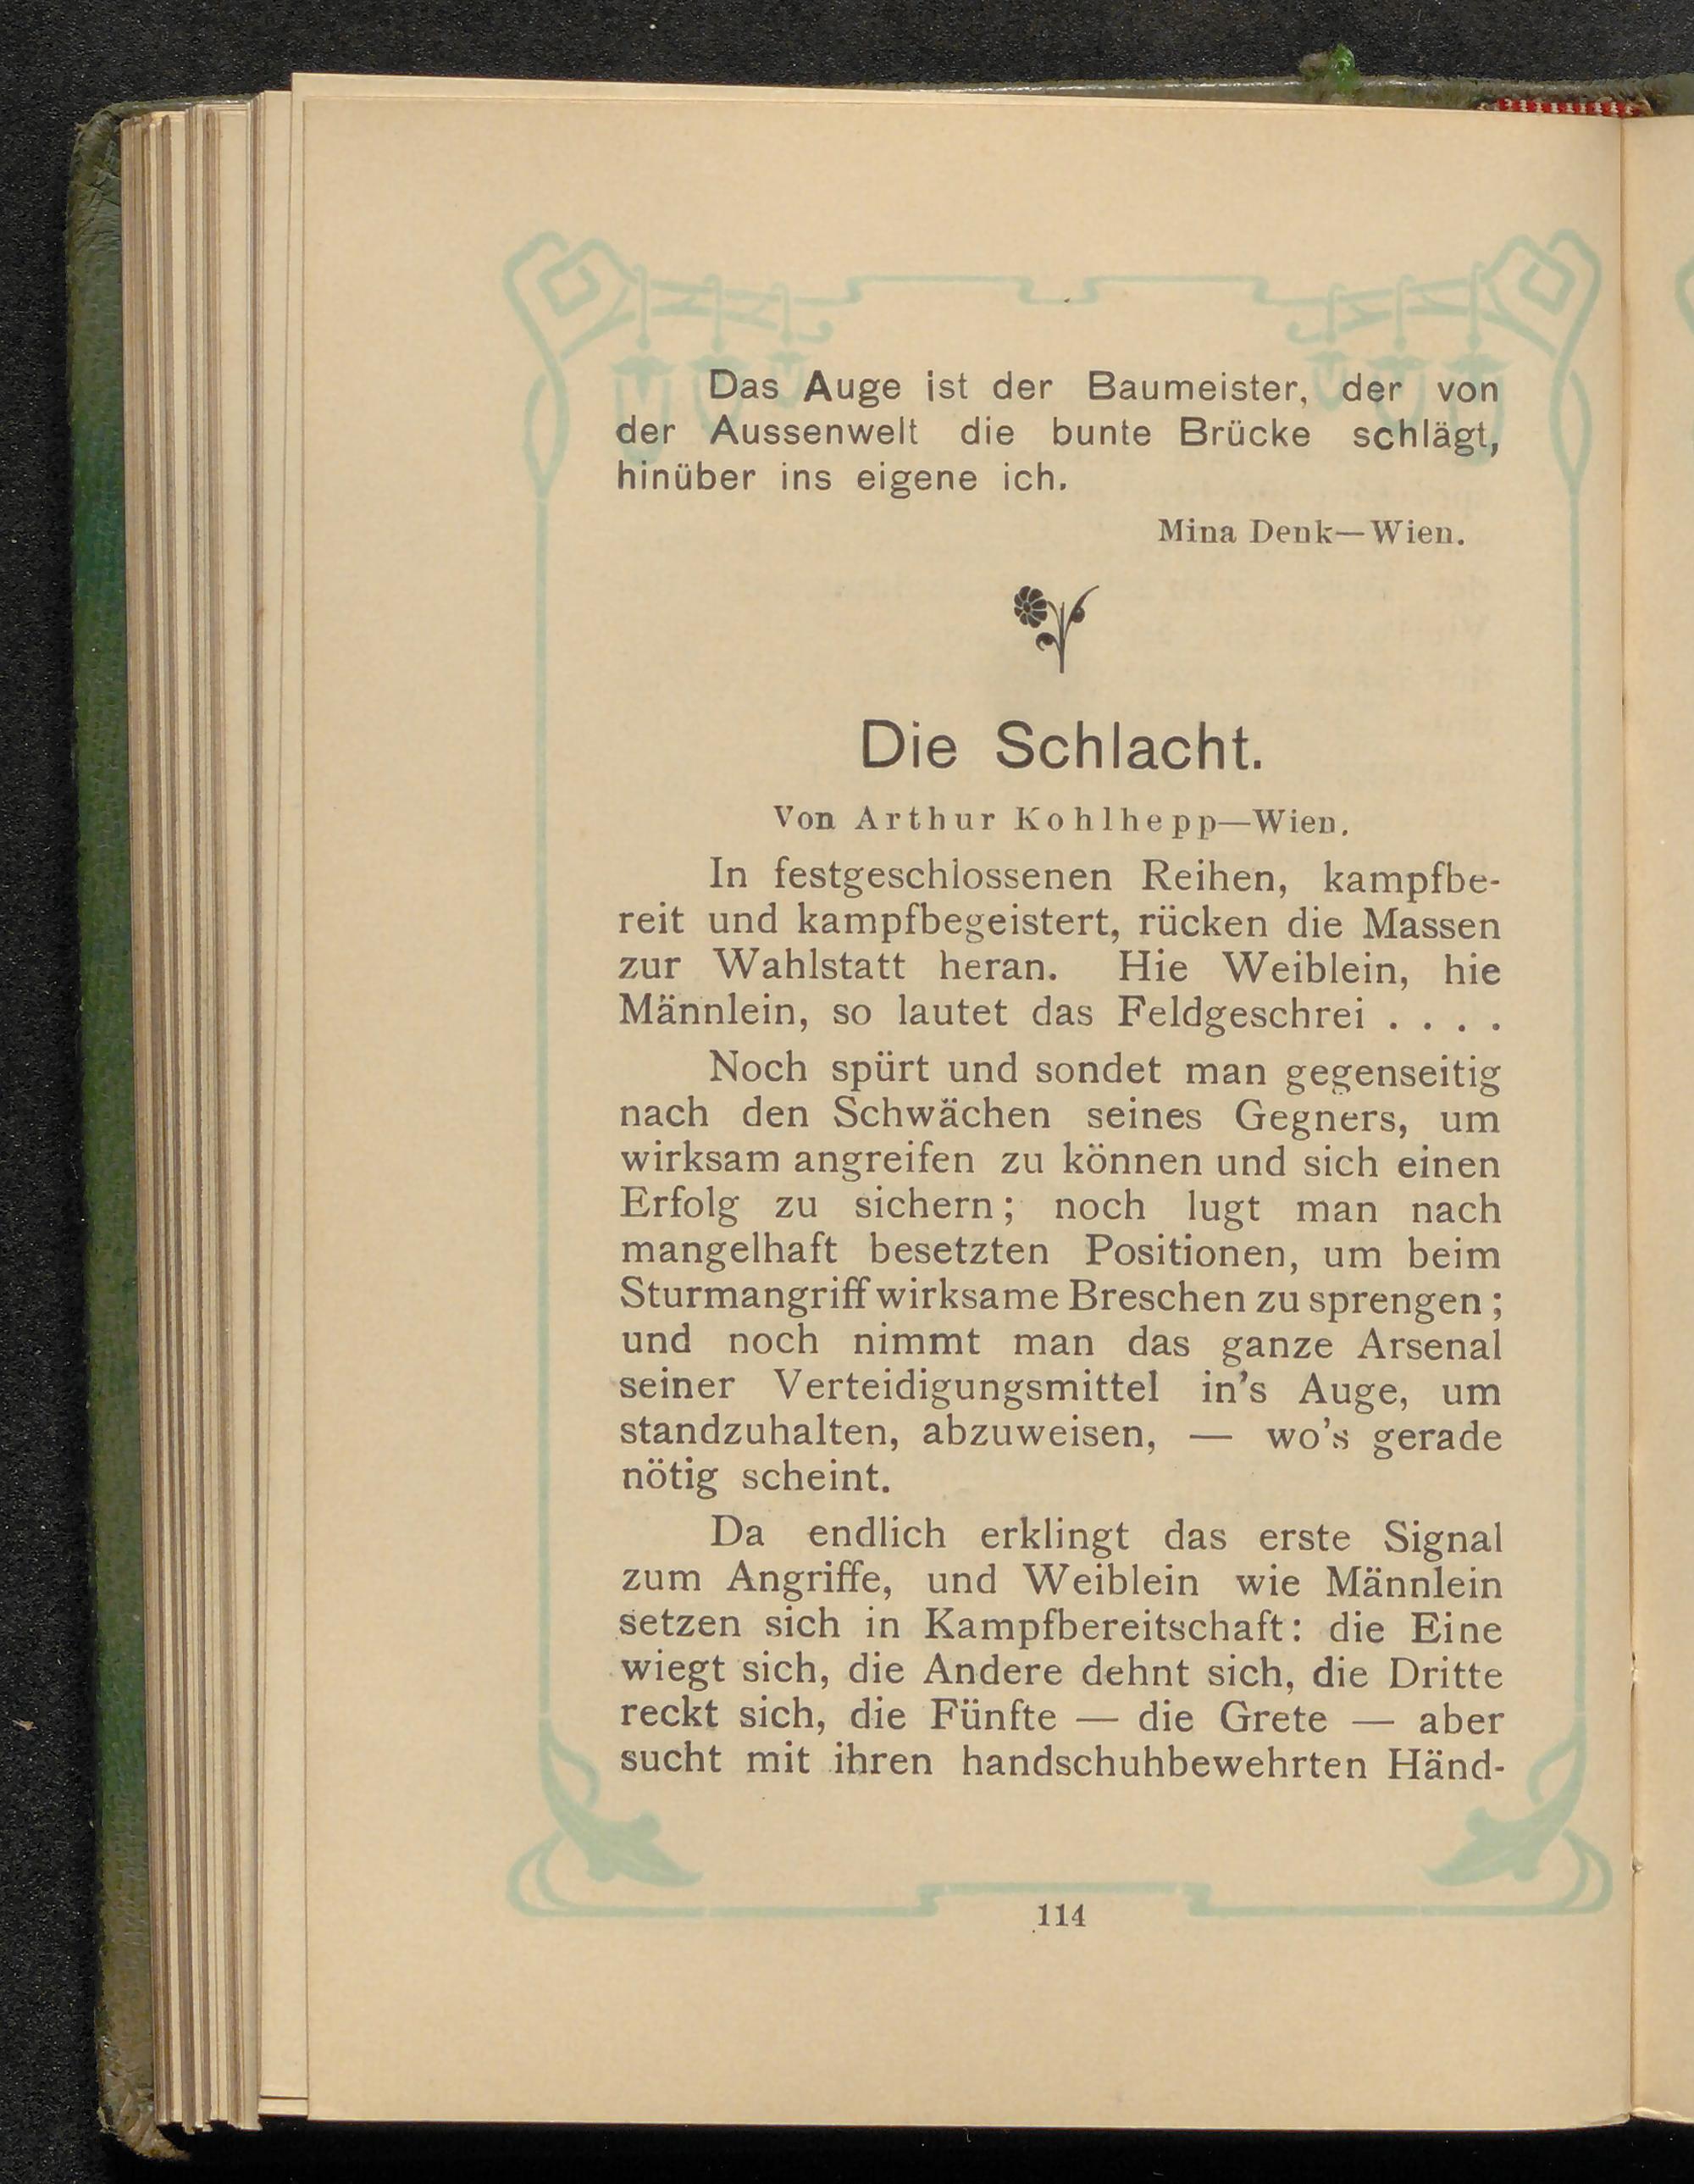 Das Auge ist der Baumeister, der von
der Aussenwelt die bunte Brücke schlägt,
hinüber ins eigene ich.
Mina Denk—Wien.
Die Schlacht.
Von Arthur Kohlhepp—Wien.
In festgeschlossenen Reihen, kampfbe-
reit und kampfbegeistert, rücken die Massen
zur Wahlstatt heran. Hie Weiblein, hie
Männlein, so lautet das Feldgeschrei . . . .
Noch spürt und sondet man gegenseitig
nach den Schwächen seines Gegners, um
wirksam angreifen zu können und sich einen
Erfolg zu sichern; noch lugt man nach
mangelhaft besetzten Positionen, um beim
Sturmangriff wirksame Breschen zu sprengen;
und noch nimmt man das ganze Arsenal
seiner Verteidigungsmittel in's Auge, um
standzuhalten, abzuweisen, — wo's gerade
nötig scheint.
Da endlich erklingt das erste Signal
zum Angriffe, und Weiblein wie Männlein
setzen sich in Kampfbereitschaft: die Eine
wiegt sich, die Andere dehnt sich, die Dritte
reckt sich, die Fünfte — die Grete — aber
sucht mit ihren handschuhbewehrten Händ-
114